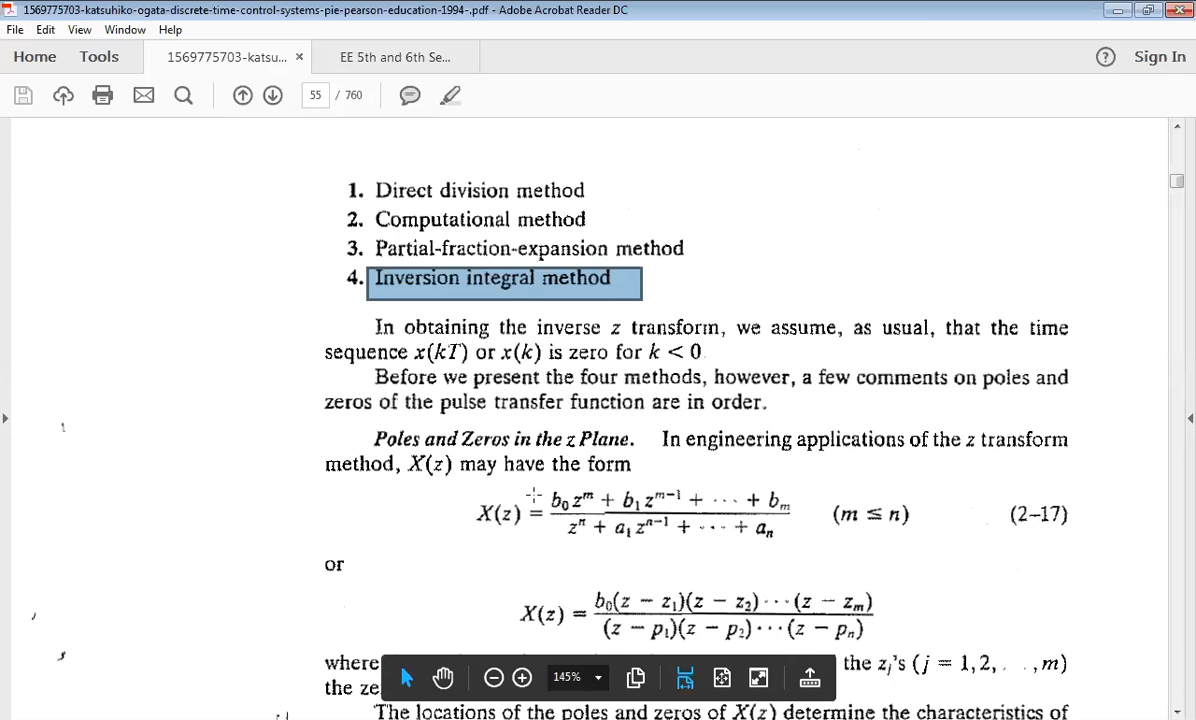 1569775703-katsuhiko-ogata-discrete-time-control-systems-pie-pearson-education-1994-.pdf - Adobe Acrobat Reader DC
File Edit View Window Help
Home Tools 1569775703-katsu... × EE 5th and 6th Se... ? Sign In
55 / 760
1. Direct division method
2. Computational method
3. Partial-fraction-expansion method
4. Inversion integral method
In obtaining the inverse z transform, we assume, as usual, that the time
sequence x(kT) or x(k) is zero for k < 0.
Before we present the four methods, however, a few comments on poles and
zeros of the pulse transfer function are in order.
Poles and Zeros in the z Plane. In engineering applications of the z transform
method, X(z) may have the form
X(z) = (b₀zᵐ + b₁zᵐ⁻¹ + ··· + bₘ) / (zⁿ + a₁zⁿ⁻¹ + ··· + aₙ) (m ≤ n) (2–17)
or
X(z) = b₀(z − z₁)(z − z₂)···(z − zₘ) / (z − p₁)(z − p₂)···(z − pₙ)
where the zⱼ's (j = 1, 2, . . , m)
the
145%
The locations of the poles and zeros of X(z) determine the characteristics of